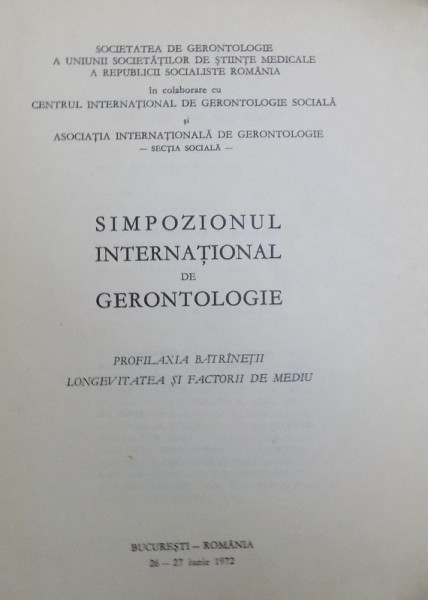 SOCIETATEA DE GERONTOLOGIE
A UNIUNII SOCIETĂȚILOR DE ȘTIINȚE MEDICALE
A REPUBLICII SOCIALISTE ROMÂNIA
în colaborare cu
CENTRUL INTERNAȚIONAL DE GERONTOLOGIE SOCIALĂ
și
ASOCIAȚIA INTERNAȚIONALĂ DE GERONTOLOGIE
— SECȚIA SOCIALĂ —
SIMPOZIONUL
INTERNAȚIONAL
DE
GERONTOLOGIE
PROFILAXIA BATRÎNEȚII
LONGEVITATEA ȘI FACTORII DE MEDIU
BUCUREȘTI — ROMÂNIA
26 — 27 iunie 1972